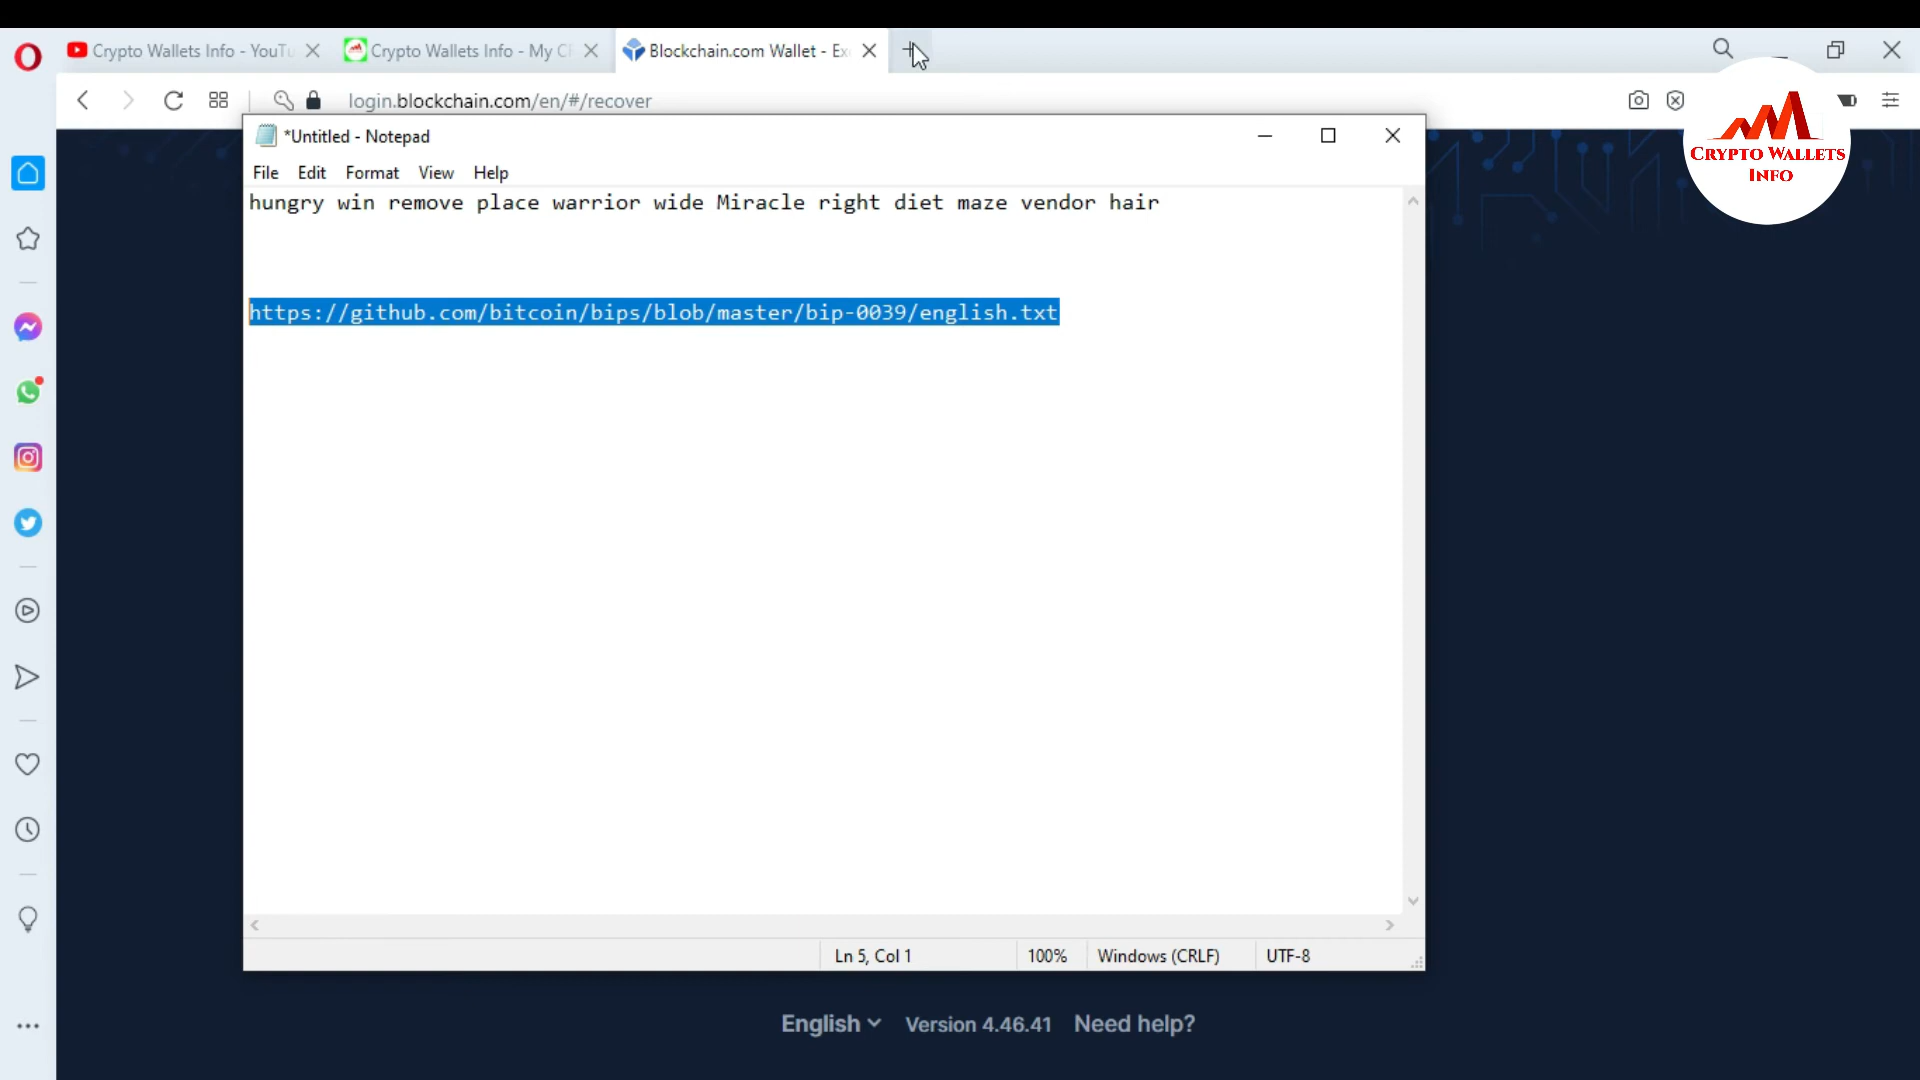 Crypto Wallets Info - YouTu
Crypto Wallets Info - My Cl
Blockchain.com Wallet - Ex
login.blockchain.com/en/#/recover
CRYPTO WALLETS
INFO
*Untitled - Notepad
File Edit Format View Help
hungry win remove place warrior wide Miracle right diet maze vendor hair
https://github.com/bitcoin/bips/blob/master/bip-0039/english.txt
Ln 5, Col 1 100% Windows (CRLF) UTF-8
English Version 4.46.41 Need help?